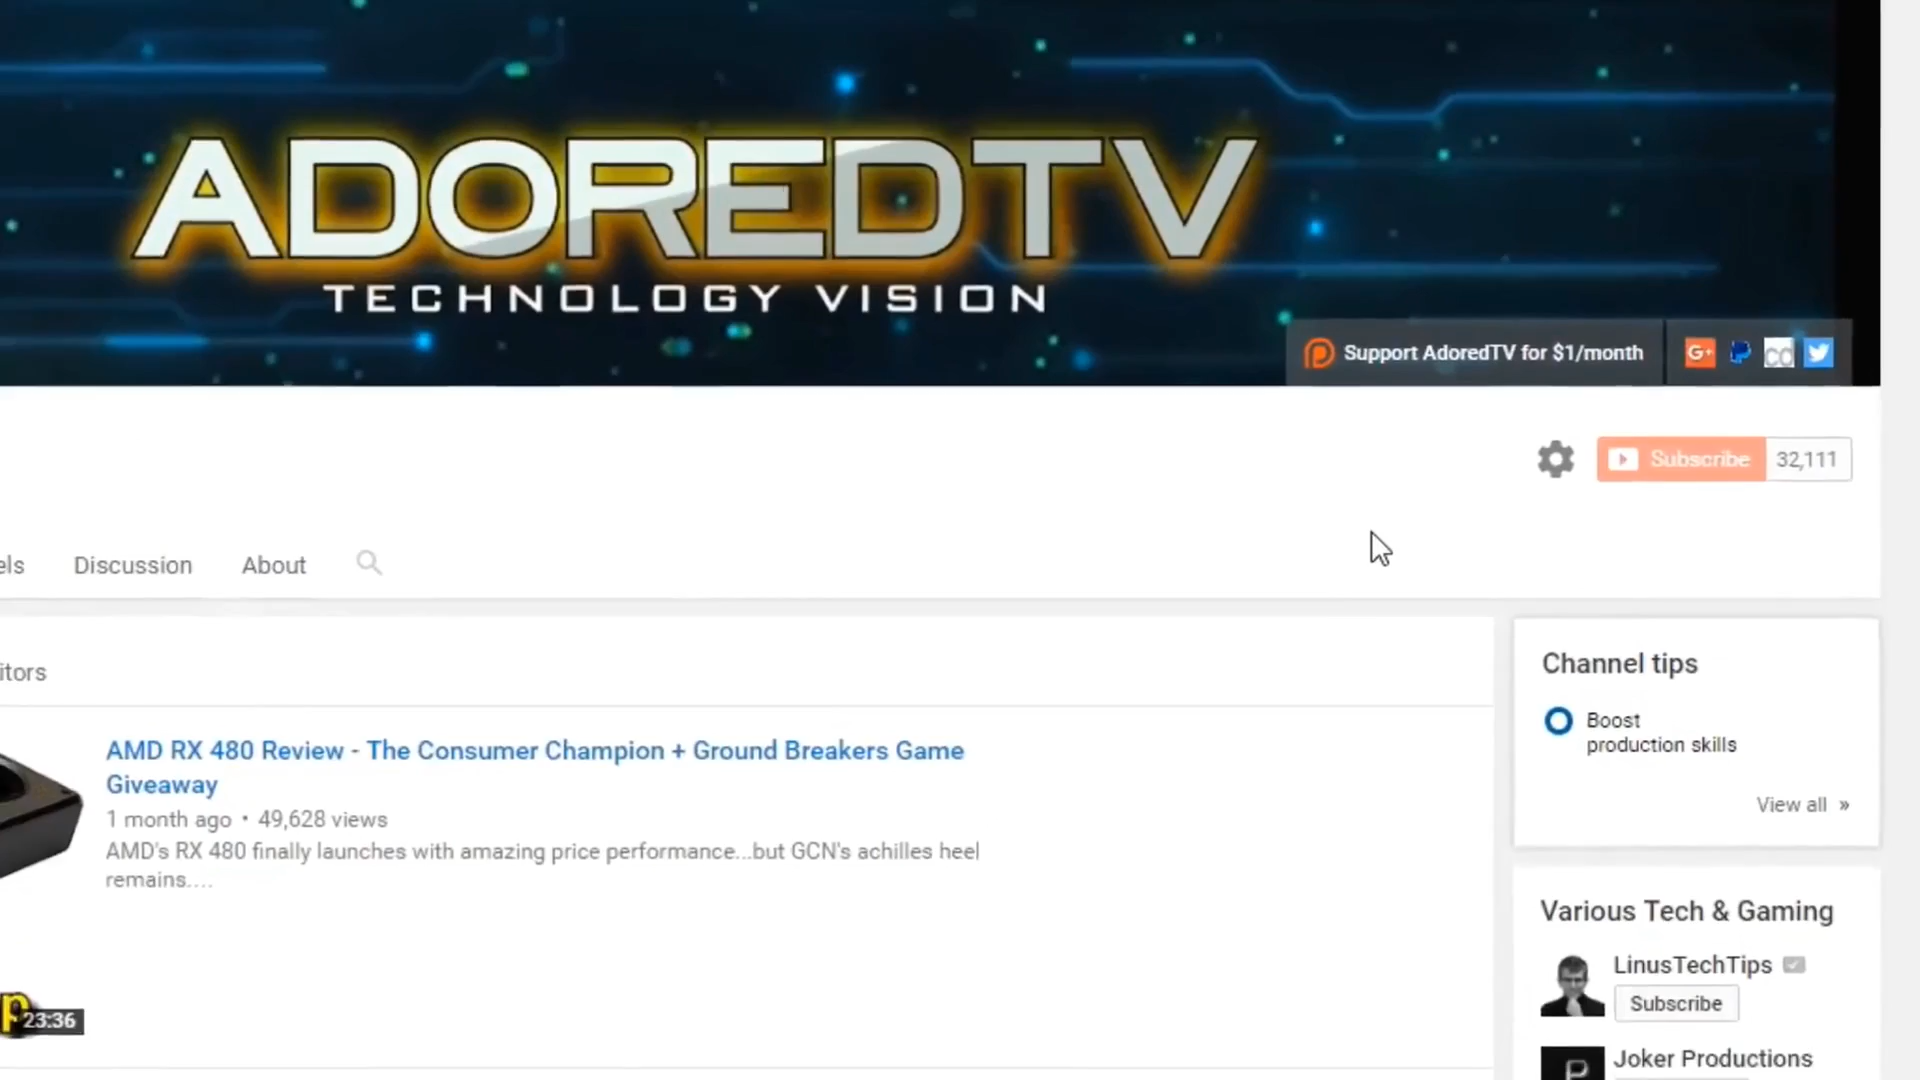 ADOREDTV
TECHNOLOGY VISION
Support AdoredTV for $1/month
G+
Subscribe 32,111
els Discussion About
itors
Channel tips
Boost
production skills
View all »
AMD RX 480 Review - The Consumer Champion + Ground Breakers Game
Giveaway
1 month ago • 49,628 views
AMD's RX 480 finally launches with amazing price performance...but GCN's achilles heel
remains....
23:36
Various Tech & Gaming
LinusTechTips
Subscribe
Joker Productions